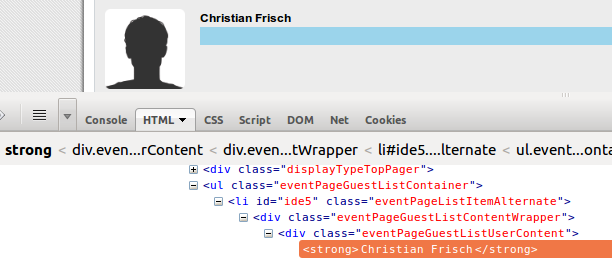 Christian Frisch
Console HTML CSS Script DOM Net Cookies
strong < div.even...rContent < div.even...tWrapper < li#ide5....lternate < ul.event...onta
<div class="displayTypeTopPager">
<ul class="eventPageGuestListContainer">
<li id="ide5" class="eventPageListItemAlternate">
<div class="eventPageGuestListContentWrapper">
<div class="eventPageGuestListUserContent">
<strong>Christian Frisch</strong>